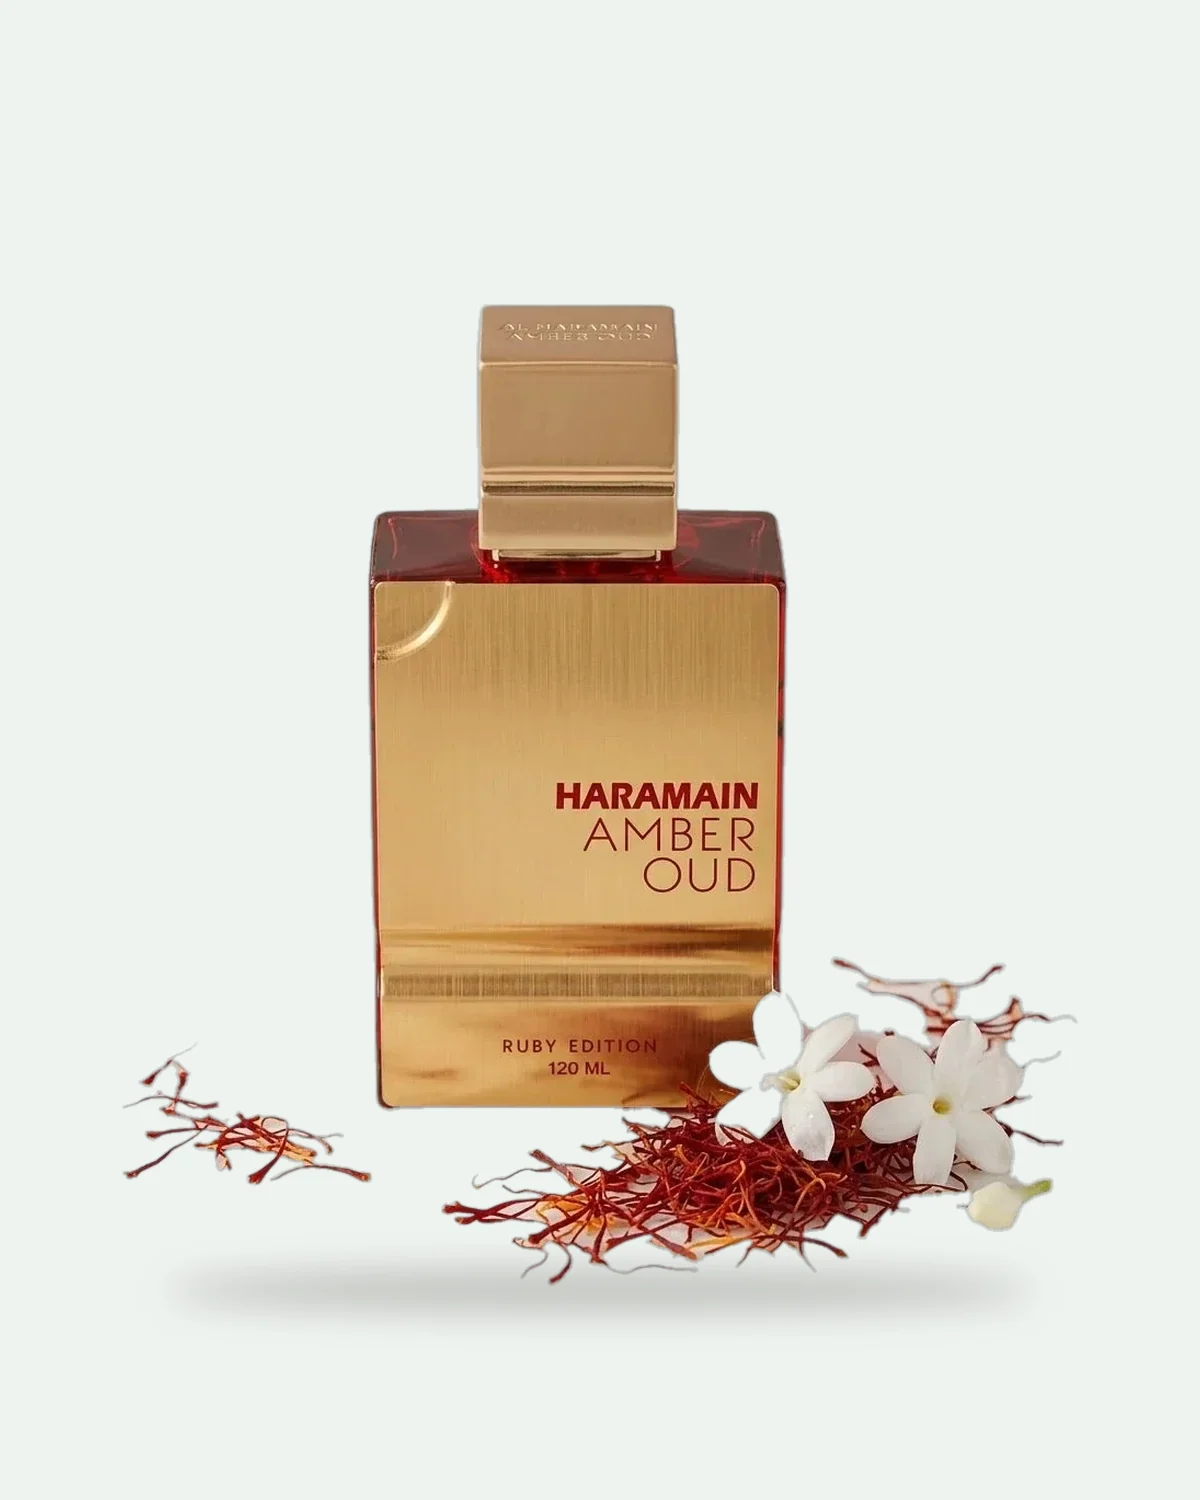 AL HARAMAIN
AMBER OUD
HARAMAIN
AMBER
OUD
RUBY EDITION
120 ML